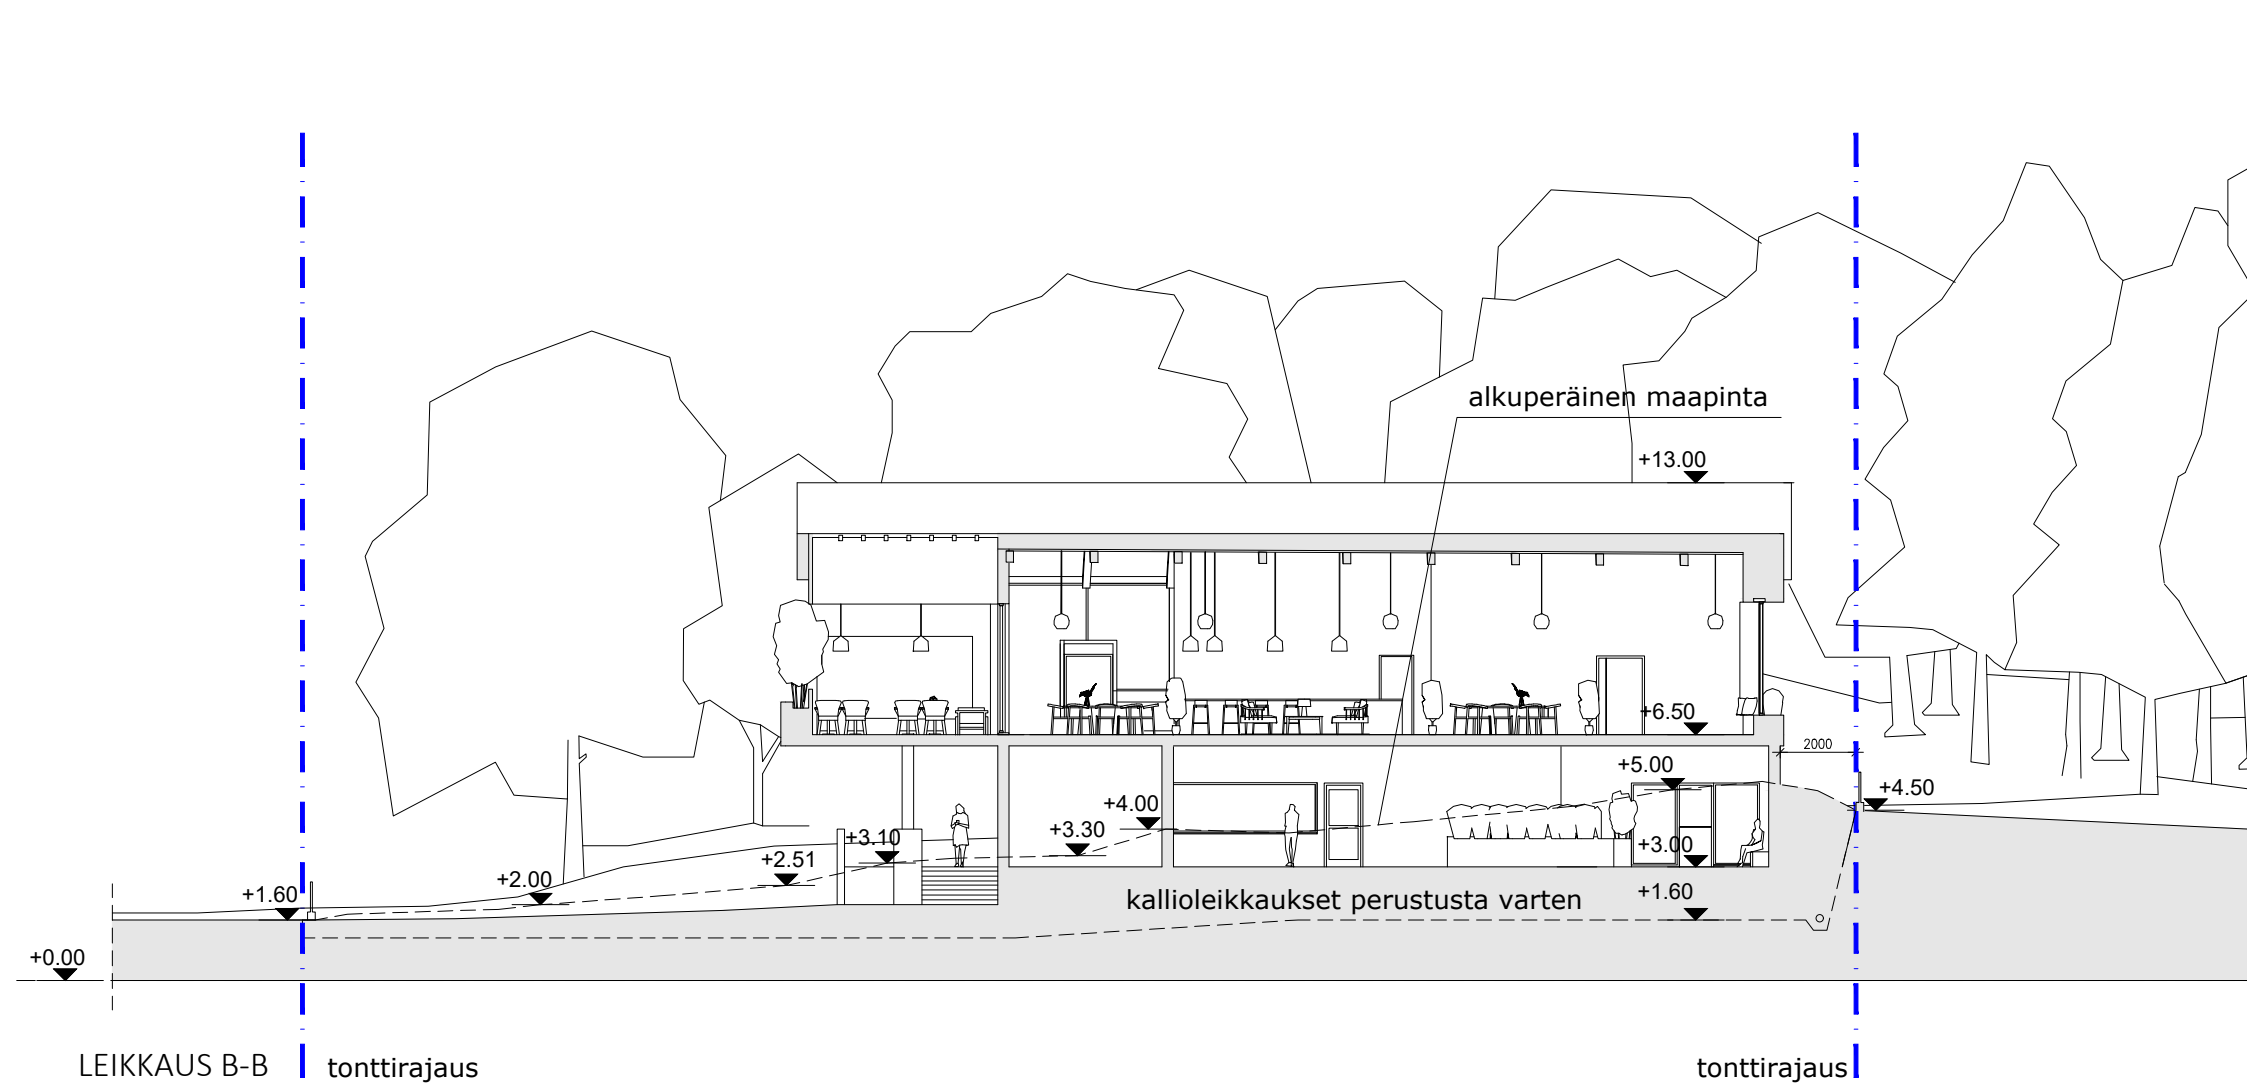 alkuperäinen maapinta
+13.00
+6.50
2000
+5.00
+4.50
+4.00
+3.30
+3.10
+3.00
+2.51
+2.00
+1.60
kallioleikkaukset perustusta varten
+1.60
+0.00
LEIKKAUS B-B
tonttirajaus
tonttirajaus